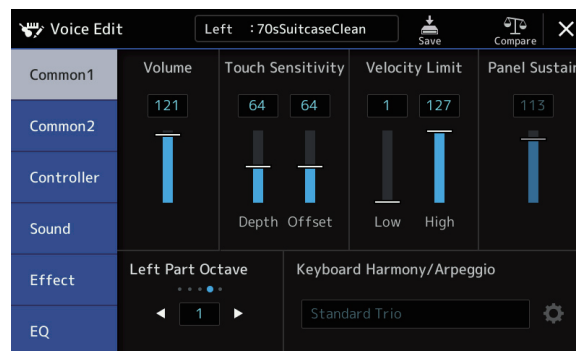 Voice Edit
Left :70sSuitcaseClean
Save
Compare
Common1
Common2
Controller
Sound
Effect
EQ
Volume
121
Touch Sensitivity
64 64
Depth Offset
Velocity Limit
1 127
Low High
Panel Sustain
113
Left Part Octave
1
Keyboard Harmony/Arpeggio
Standard Trio